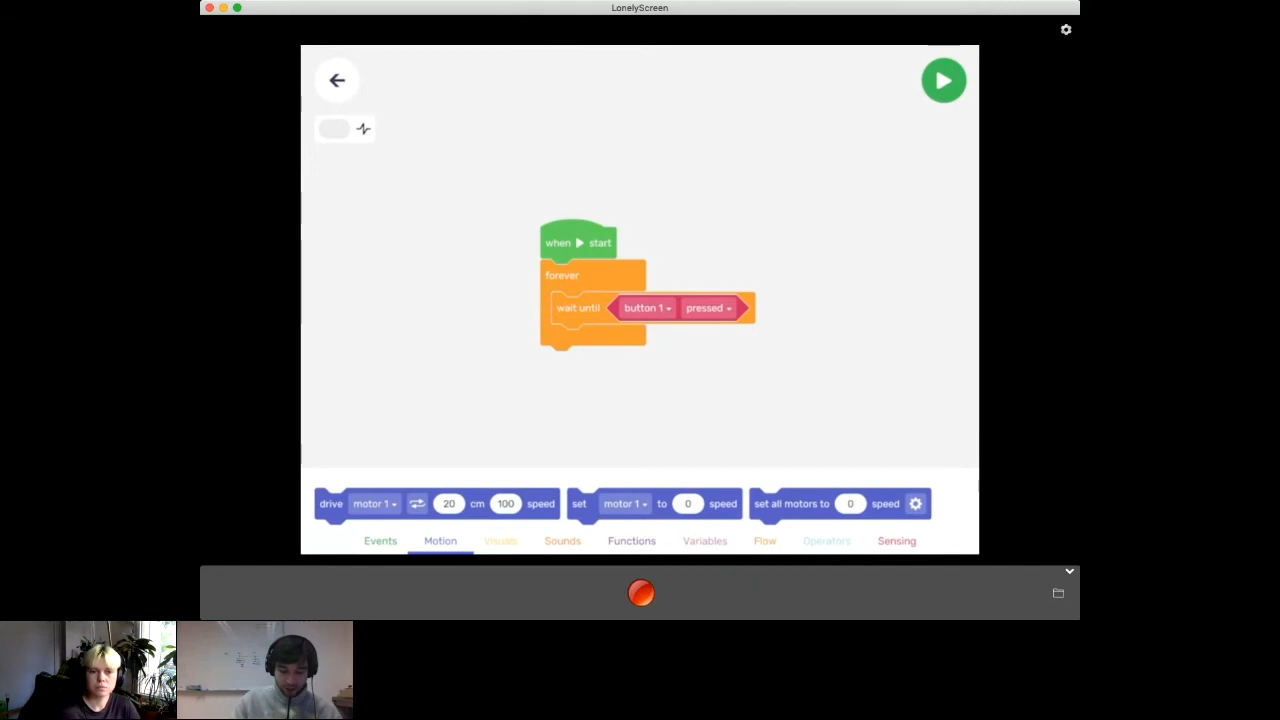 LonelyScreen
when start
forever
wait until button 1 pressed
drive motor 1 20 cm 100 speed set motor 1 to 0 speed set all motors to 0 speed
Events Motion Visuals Sounds Functions Variables Flow Operators Sensing